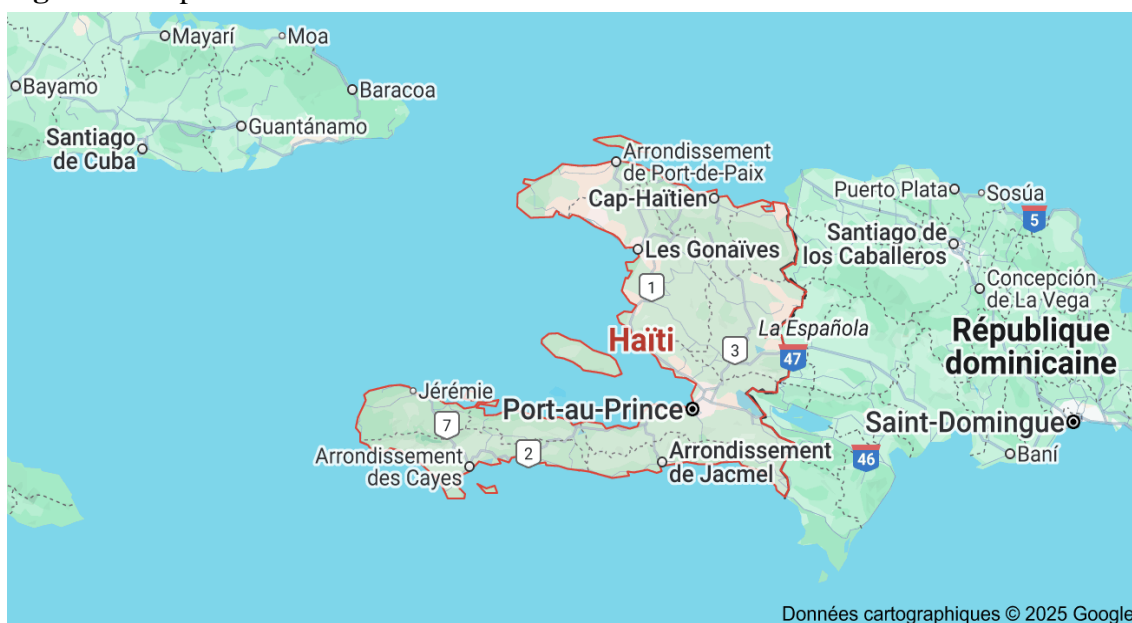 Mayarí
Moa
Bayamo
Baracoa
Guantánamo
Santiago
de Cuba
Arrondissement
de Port-de-Paix
Cap-Haïtien
Puerto Plata
Sosúa
5
Santiago de
los Caballeros
Les Gonaïves
Concepción
de La Vega
1
La Española
République
dominicaine
Haïti
3
47
Jérémie
Port-au-Prince
Saint-Domingue
7
2
Arrondissement
des Cayes
Arrondissement
de Jacmel
46
Baní
Données cartographiques © 2025 Google